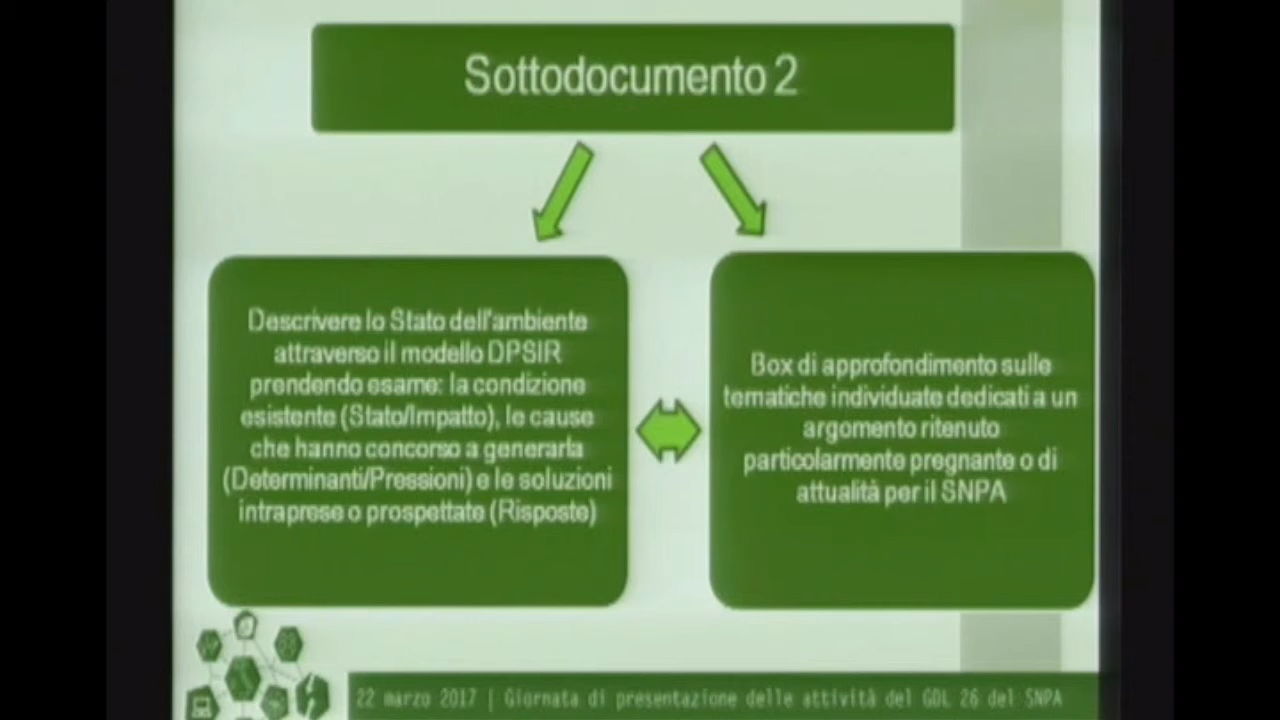 Sottodocumento 2
Descrivere lo Stato dell'ambiente
attraverso il modello DPSIR
prendendo esame: la condizione
esistente (Stato/Impatto), le cause
che hanno concorso a generarla
(Determinanti/Pressioni) e le soluzioni
intraprese o prospettate (Risposte)
Box di approfondimento sulle
tematiche individuate dedicati a un
argomento ritenuto
particolarmente pregnante o di
attualità per il SNPA
22 marzo 2017 | Giornata di presentazione delle attività del GDL 26 del SNPA